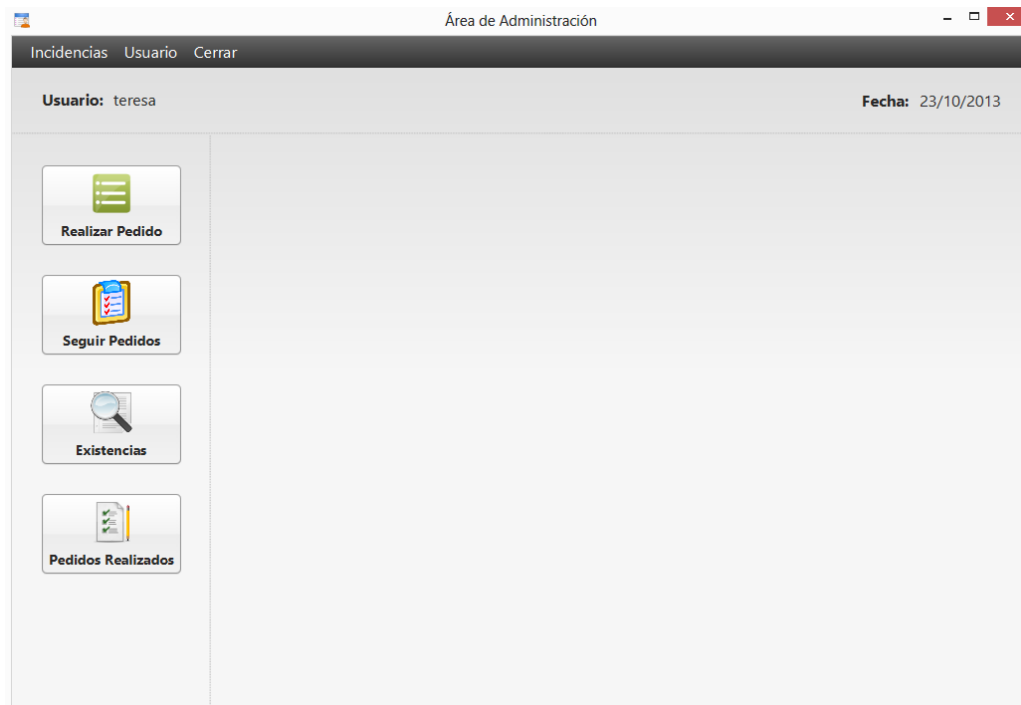 Área de Administración
Incidencias Usuario Cerrar
Usuario: teresa
Fecha: 23/10/2013
Realizar Pedido
Seguir Pedidos
Existencias
Pedidos Realizados